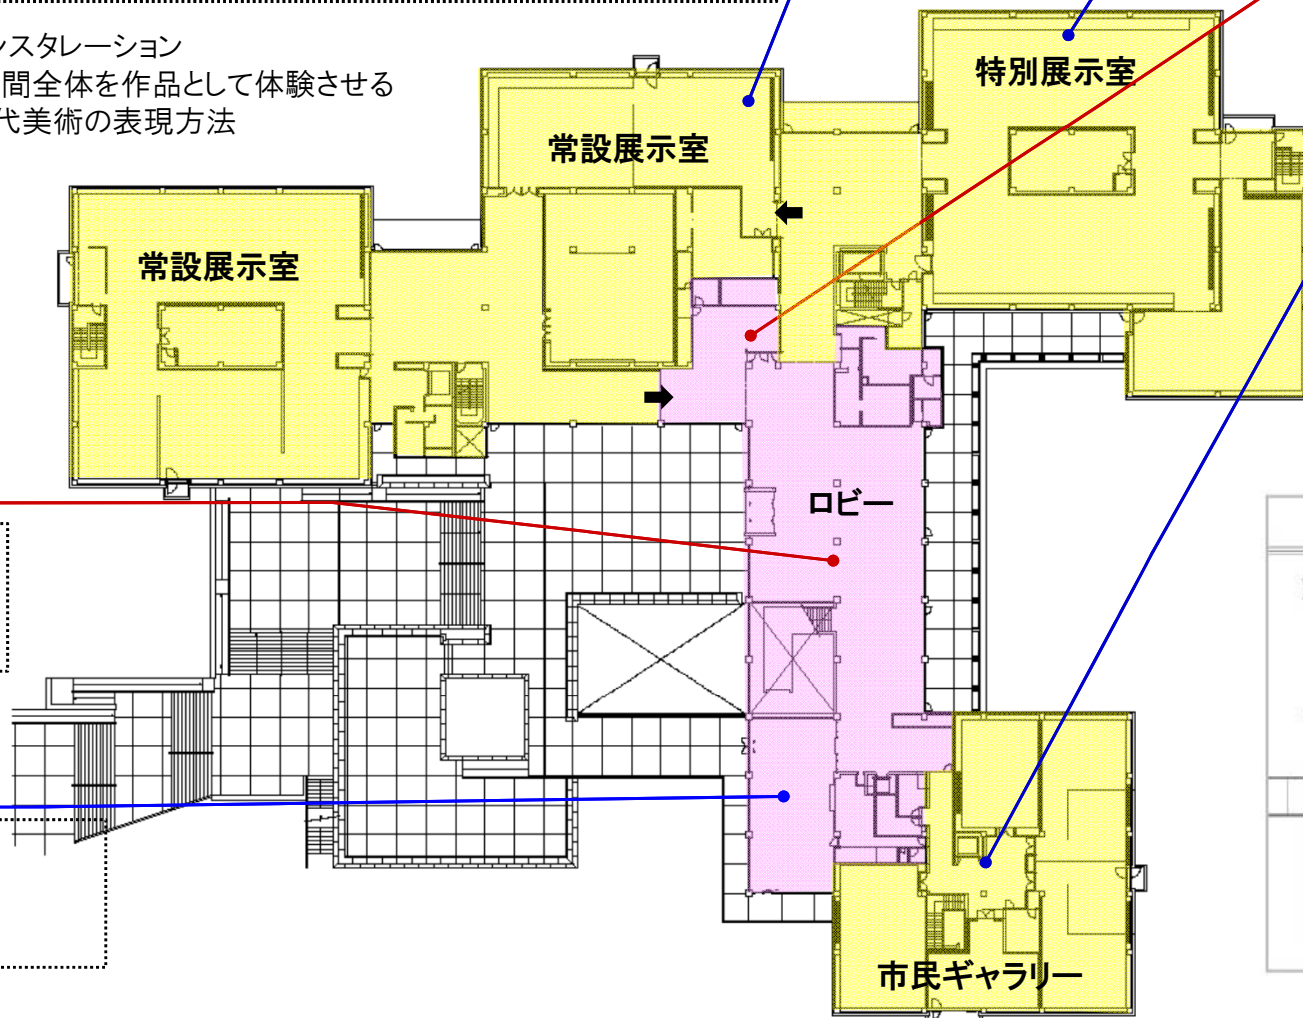 ンスタレーション
間全体を作品として体験させる
代美術の表現方法
特別展示室
常設展示室
常設展示室
ロビー
市民ギャラリー